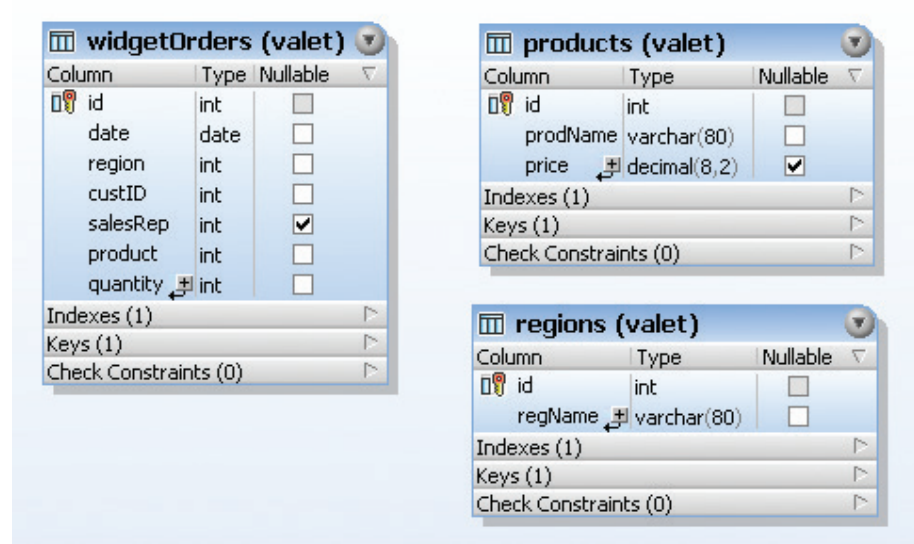 widgetOrders (valet)
Column Type Nullable
id int
date date
region int
custID int
salesRep int
product int
quantity int
Indexes (1)
Keys (1)
Check Constraints (0)
products (valet)
Column Type Nullable
id int
prodName varchar(80)
price decimal(8,2)
Indexes (1)
Keys (1)
Check Constraints (0)
regions (valet)
Column Type Nullable
id int
regName varchar(80)
Indexes (1)
Keys (1)
Check Constraints (0)